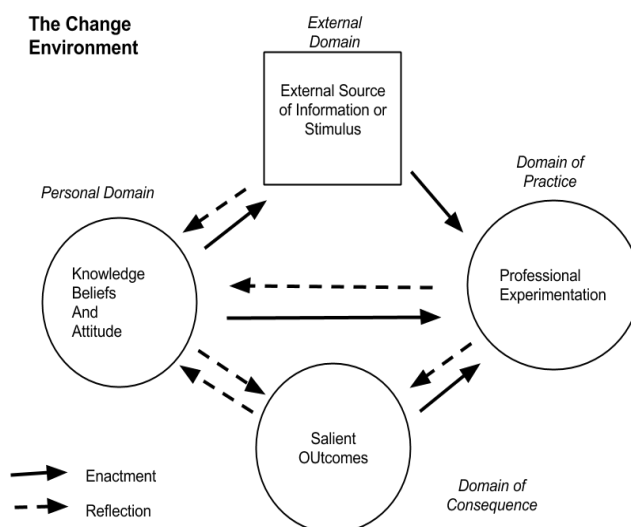 The Change
Environment
External
Domain
External Source
of Information or
Stimulus
Domain of
Practice
Personal Domain
Knowledge
Beliefs
And
Attitude
Professional
Experimentation
Salient
OUtcomes
Enactment
Reflection
Domain of
Consequence